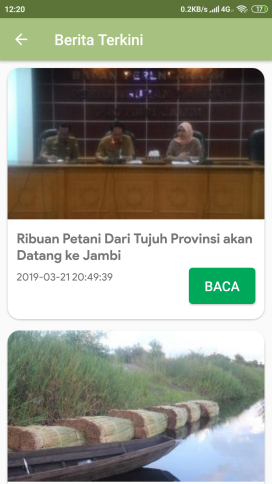 12:20
0.2KB/s
4G
17
Berita Terkini
Ribuan Petani Dari Tujuh Provinsi akan
Datang ke Jambi
2019-03-21 20:49:39
BACA